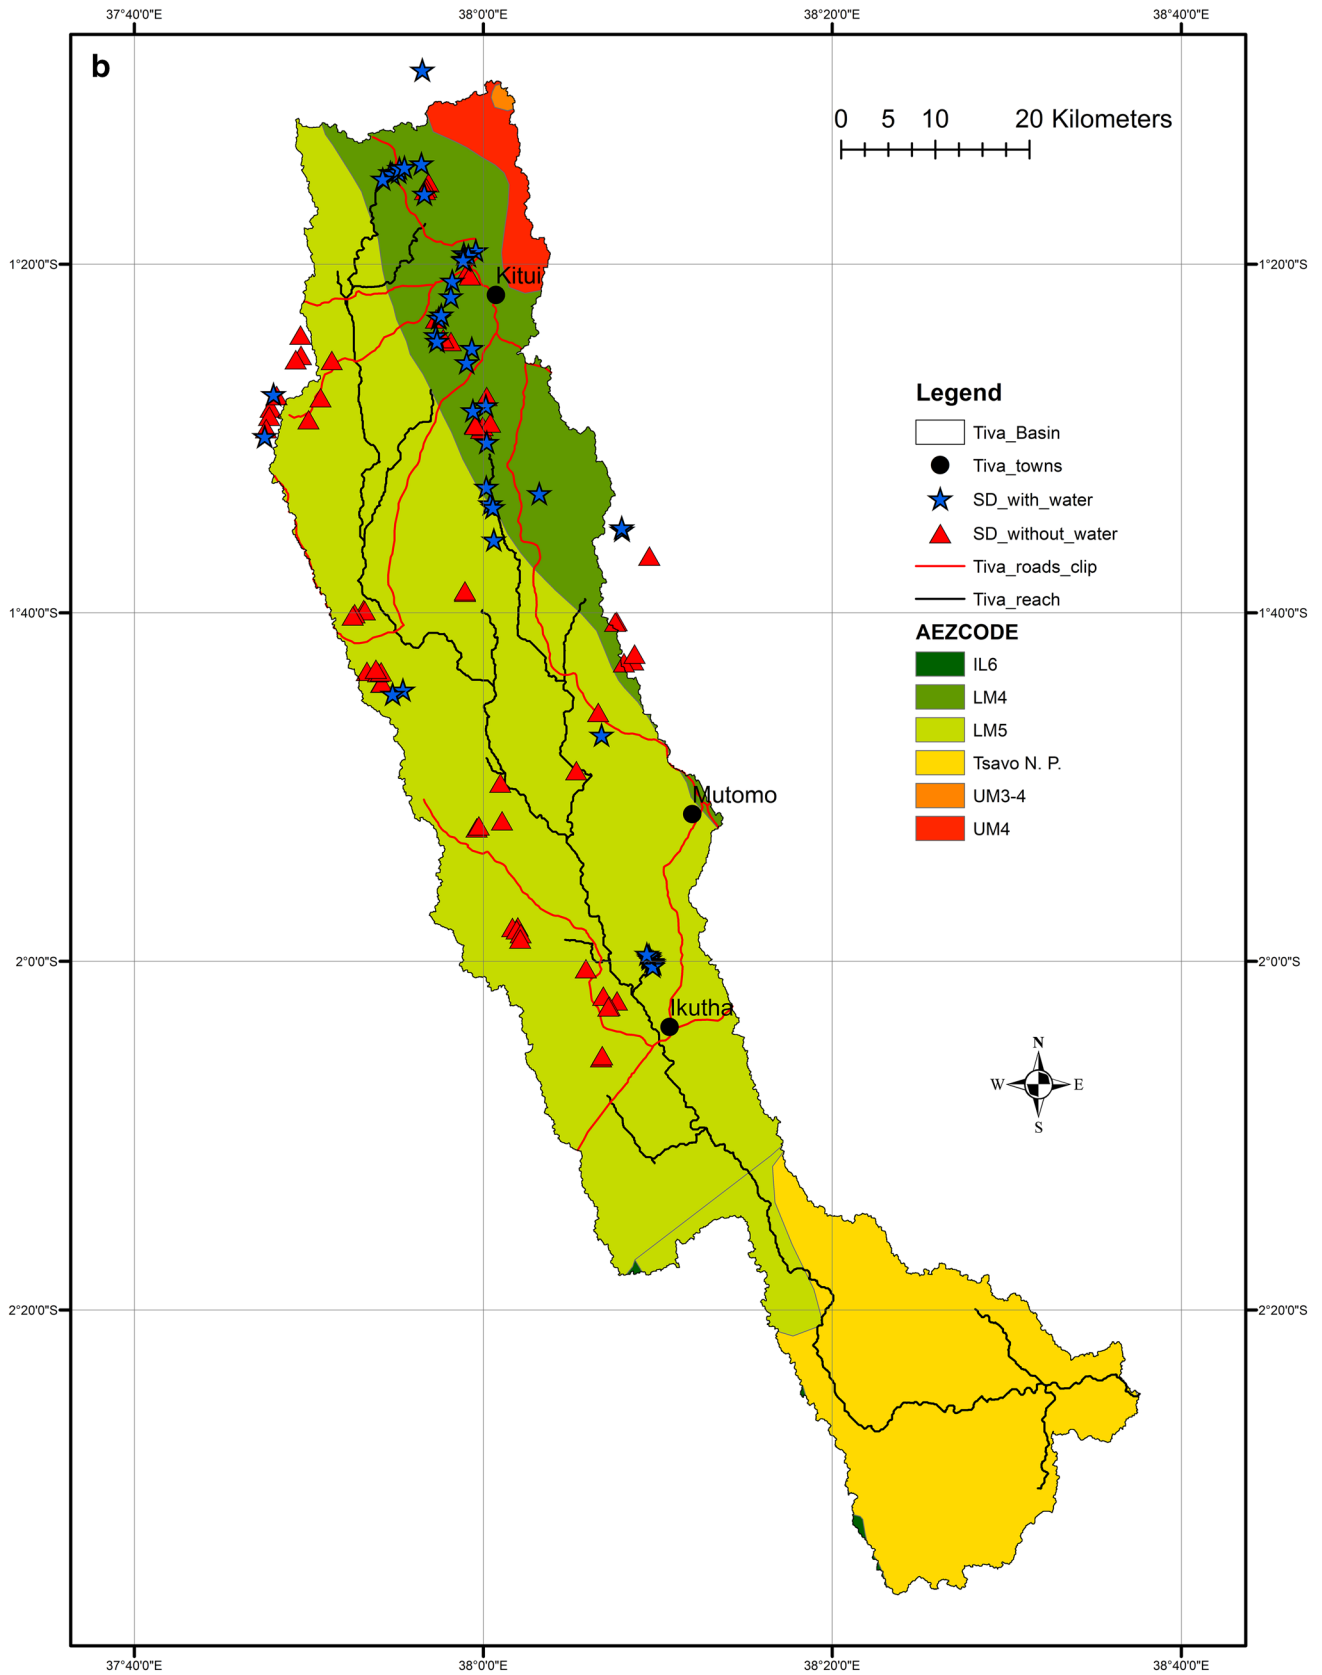 37°40'0"E 38°00'0"E 38°20'0"E 38°40'0"E
b
0 5 10 20 Kilometers
1°20'0"S 1°20'0"S
Kitui
Legend
Tiva_Basin
Tiva_towns
SD_with_water
SD_without_water
Tiva_roads_clip
Tiva_reach
1°40'0"S 1°40'0"S
AEZCODE
IL6
LM4
LM5
Tsavo N. P.
UM3-4
UM4
Mutomo
2°0'0"S 2°0'0"S
Ikutha
N
W E
S
2°20'0"S 2°20'0"S
37°40'0"E 38°00'0"E 38°20'0"E 38°40'0"E